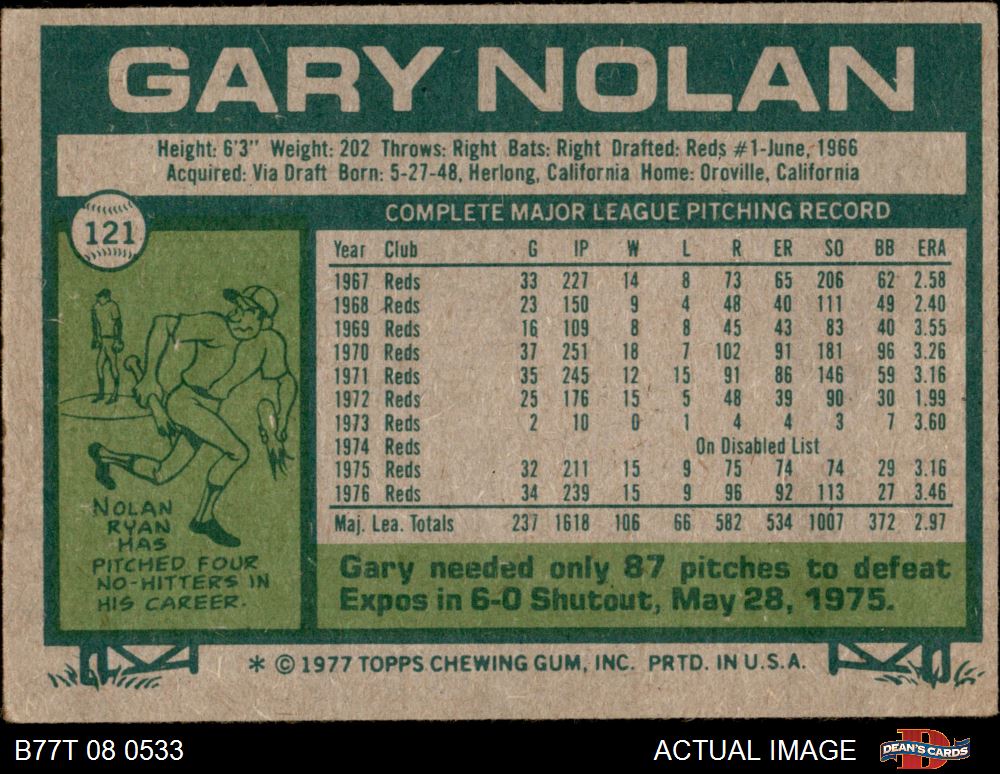 GARY NOLAN
Height: 6'3" Weight: 202 Throws: Right Bats: Right Drafted: Reds #1-June, 1966
Acquired: Via Draft Born: 5-27-48, Herlong, California Home: Oroville, California
121
COMPLETE MAJOR LEAGUE PITCHING RECORD
Year Club G IP W L R ER SO BB ERA
1967 Reds 33 227 14 8 73 65 206 62 2.58
1968 Reds 23 150 9 4 48 40 111 49 2.40
1969 Reds 16 109 8 8 45 43 83 40 3.55
1970 Reds 37 251 18 7 102 91 181 96 3.26
1971 Reds 35 245 12 15 91 86 146 59 3.16
1972 Reds 25 176 15 5 48 39 90 30 1.99
1973 Reds 2 10 0 1 4 4 3 7 3.60
1974 Reds On Disabled List
1975 Reds 32 211 15 9 75 74 74 29 3.16
1976 Reds 34 239 15 9 96 92 113 27 3.46
Maj. Lea. Totals 237 1618 106 66 582 534 1007 372 2.97
NOLAN
RYAN
HAS
PITCHED FOUR
NO-HITTERS IN
HIS CAREER.
Gary needed only 87 pitches to defeat
Expos in 6-0 Shutout, May 28, 1975.
* © 1977 TOPPS CHEWING GUM, INC. PRTD. IN U.S.A.
B77T 08 0533 ACTUAL IMAGE DEAN'S CARDS